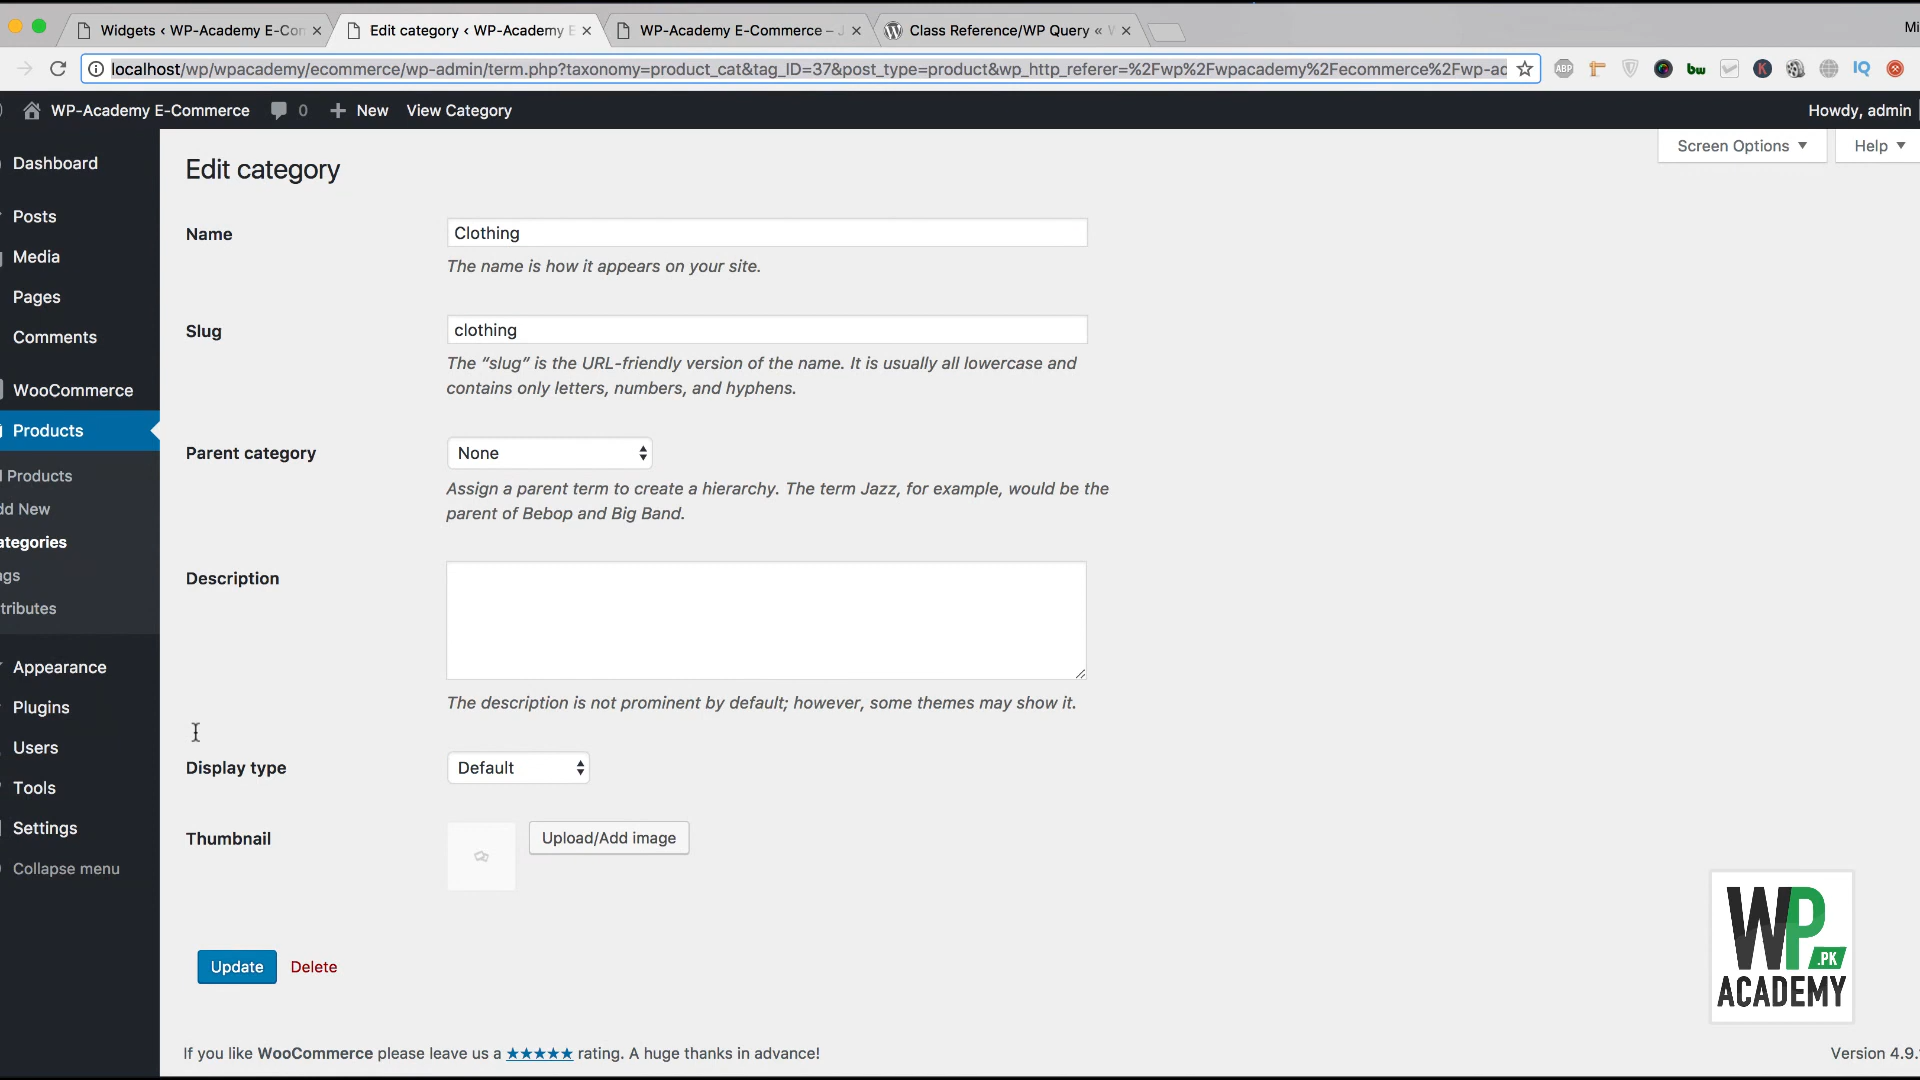 Widgets ‹ WP-Academy E-Con
Edit category ‹ WP-Academy E
WP-Academy E-Commerce – J
Class Reference/WP Query « W
Mi
localhost/wp/wpacademy/ecommerce/wp-admin/term.php?taxonomy=product_cat&tag_ID=37&post_type=product&wp_http_referer=%2Fwp%2Fwpacademy%2Fecommerce%2Fwp-ad
ABP
bw
K
IQ
WP-Academy E-Commerce
0
New
View Category
Howdy, admin
Screen Options
Help
Dashboard
Posts
Media
Pages
Comments
WooCommerce
Products
l Products
dd New
ategories
ags
tributes
Appearance
Plugins
Users
Tools
Settings
Collapse menu
Edit category
Name
Clothing
The name is how it appears on your site.
Slug
clothing
The “slug” is the URL-friendly version of the name. It is usually all lowercase and
contains only letters, numbers, and hyphens.
Parent category
None
Assign a parent term to create a hierarchy. The term Jazz, for example, would be the
parent of Bebop and Big Band.
Description
The description is not prominent by default; however, some themes may show it.
Display type
Default
Thumbnail
Upload/Add image
Update
Delete
WP
.PK
ACADEMY
If you like WooCommerce please leave us a ★★★★★ rating. A huge thanks in advance!
Version 4.9.